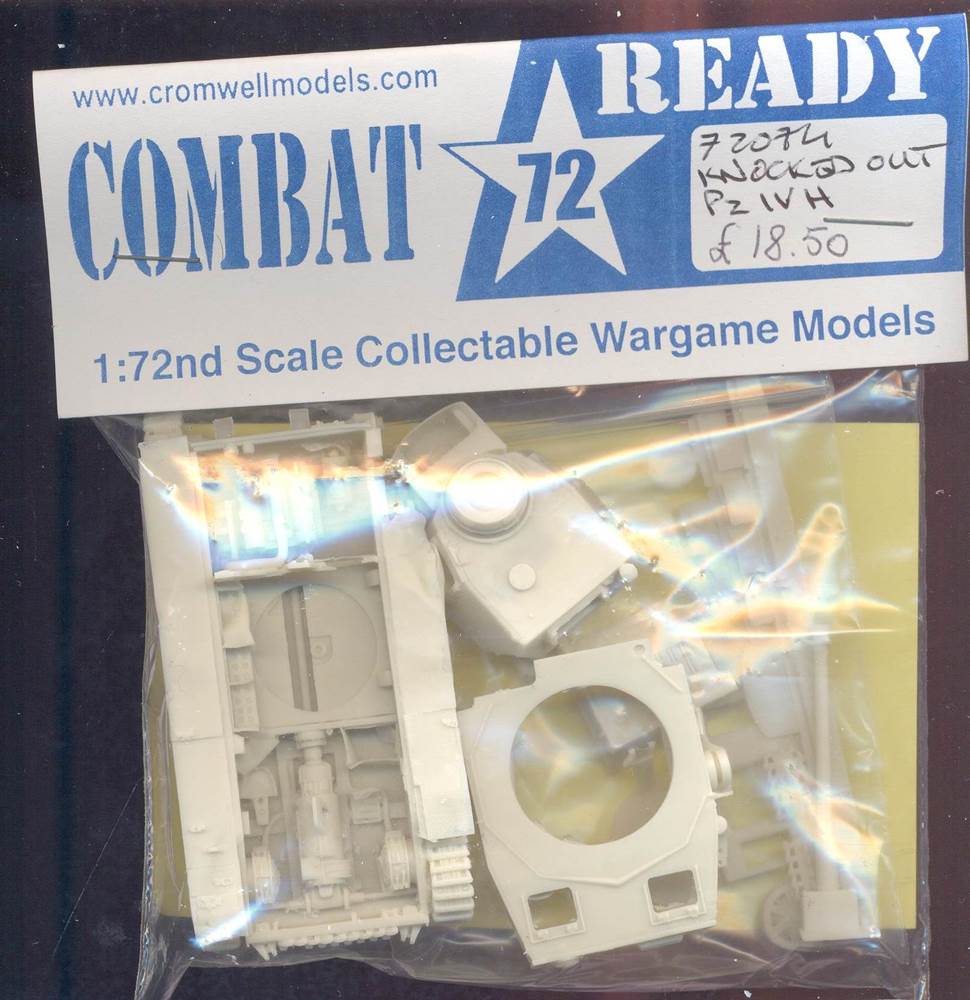 www.cromwellmodels.com
COMBAT
72
READY
72074
KNOCKED OUT
Pz IV H
£18.50
1:72nd Scale Collectable Wargame Models